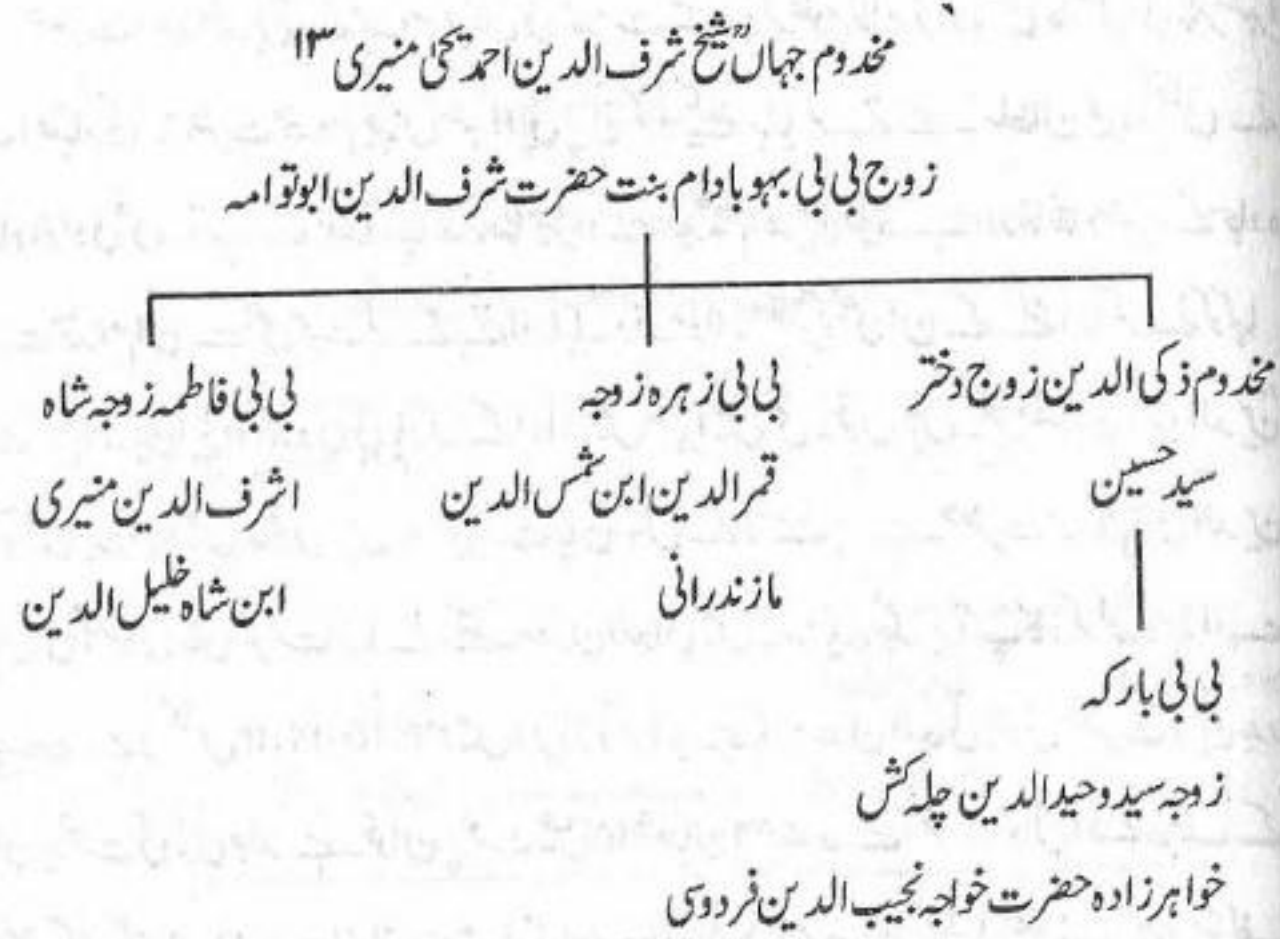 مخدوم جہاںؒ شیخ شرف الدین احمد یحیٰ منیری ۱۳
زوج بی بی بہو بادام بنت حضرت شرف الدین ابوتوامہ
مخدوم ذکی الدین زوج دختر
سید حسین
بی بی زہرہ زوجہ
قمر الدین ابن شمس الدین
مازندرانی
بی بی فاطمہ زوجہ شاہ
اشرف الدین منیری
ابن شاہ خلیل الدین
بی بی بارکہ
زوجہ سید وحید الدین چلہ کش
خواہرزادہ حضرت خواجہ نجیب الدین فردوسی